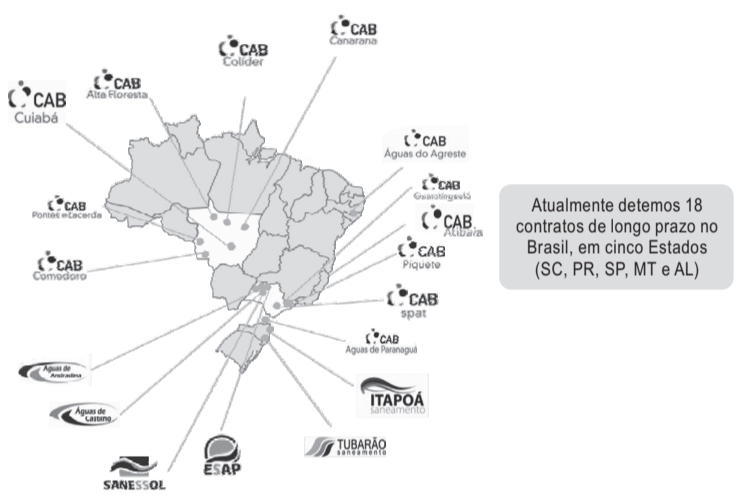 CAB
Canarana
CAB
Colíder
CAB
Alta Floresta
CAB
Cuiabá
CAB
Águas do Agreste
CAB
Guaratinguetá
CAB
Pontes e Lacerda
CAB
Atibaia
CAB
Piquete
CAB
Comodoro
CAB
spat
CAB
Águas de Paranaguá
Águas de
Andradina
ITAPOÁ
saneamento
Águas de
Castilho
TUBARÃO
saneamento
ESAP
SANESSOL
Atualmente detemos 18
contratos de longo prazo no
Brasil, em cinco Estados
(SC, PR, SP, MT e AL)